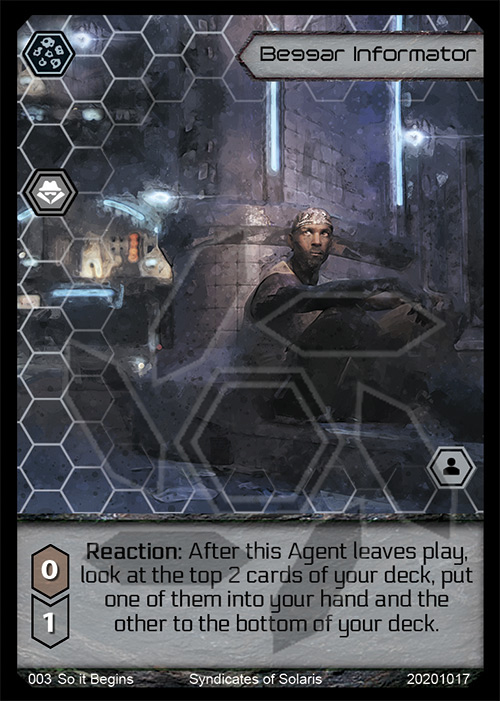 Bessar Informator
Reaction: After this Agent leaves play,
look at the top 2 cards of your deck, put
one of them into your hand and the
other to the bottom of your deck.
0
1
003 So it Begins Syndicates of Solaris 20201017